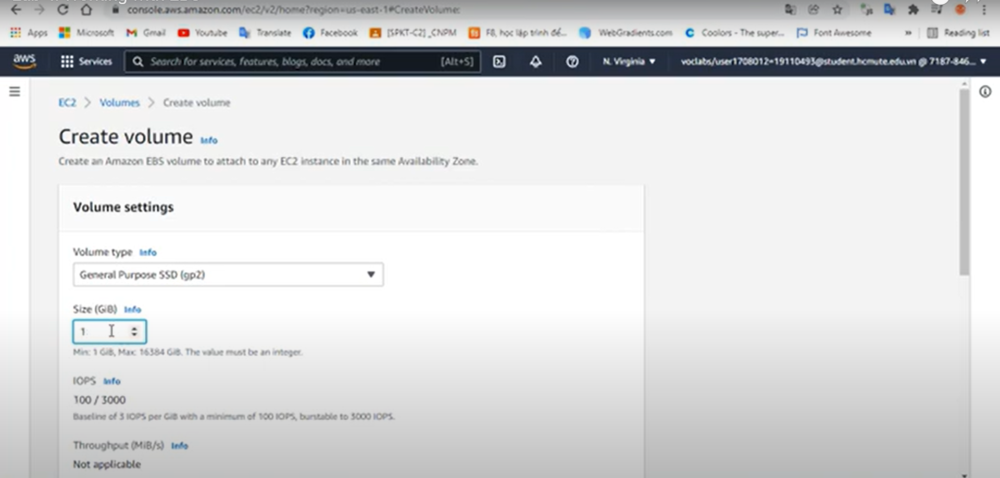 console.aws.amazon.com/ec2/v2/home?region=us-east-1#CreateVolume:
Apps Microsoft Gmail Youtube Translate Facebook [SPKT-C2]_CNPM F8, học lập trình để... WebGradients.com Coolors - The super... Font Awesome » Reading list
aws Services Search for services, features, blogs, docs, and more [Alt+S] N. Virginia voclabs/user1708012=19110493@student.hcmute.edu.vn @ 7187-846...
EC2 > Volumes > Create volume
Create volume Info
Create an Amazon EBS volume to attach to any EC2 instance in the same Availability Zone.
Volume settings
Volume type Info
General Purpose SSD (gp2)
Size (GiB) Info
1
Min: 1 GiB, Max: 16384 GiB. The value must be an integer.
IOPS Info
100 / 3000
Baseline of 3 IOPS per GiB with a minimum of 100 IOPS, burstable to 3000 IOPS.
Throughput (MiB/s) Info
Not applicable